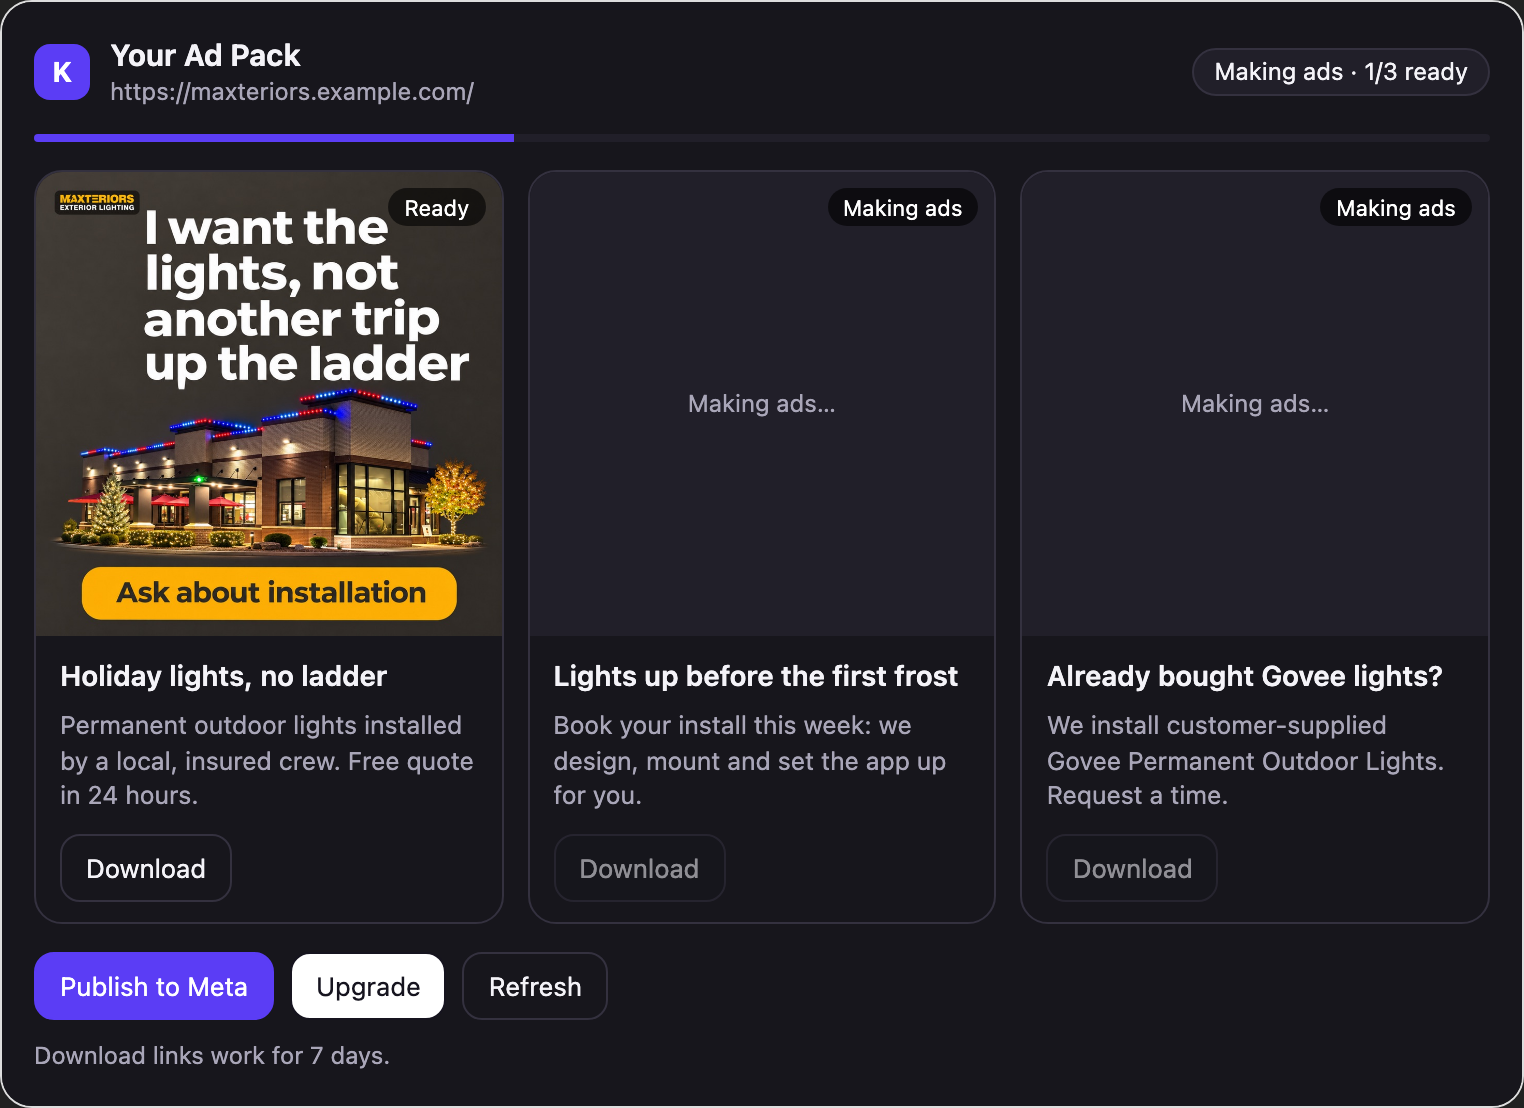 K
Your Ad Pack
https://maxteriors.example.com/
Making ads · 1/3 ready
MAXTERIORS
EXTERIOR LIGHTING
Ready
I want the
lights, not
another trip
up the ladder
Ask about installation
Holiday lights, no ladder
Permanent outdoor lights installed
by a local, insured crew. Free quote
in 24 hours.
Download
Making ads
Making ads...
Lights up before the first frost
Book your install this week: we
design, mount and set the app up
for you.
Download
Making ads
Making ads...
Already bought Govee lights?
We install customer-supplied
Govee Permanent Outdoor Lights.
Request a time.
Download
Publish to Meta
Upgrade
Refresh
Download links work for 7 days.